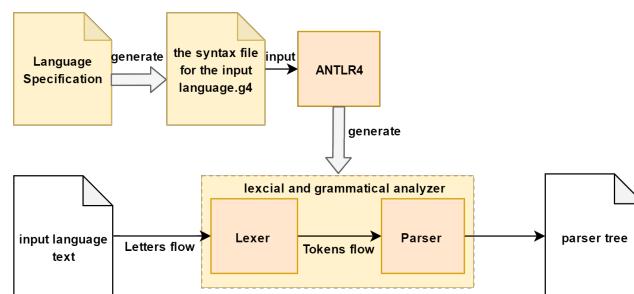 Language
Specification
generate
the syntax file
for the input
language.g4
input
ANTLR4
generate
lexcial and grammatical analyzer
input language
text
Letters flow
Lexer
Tokens flow
Parser
parser tree